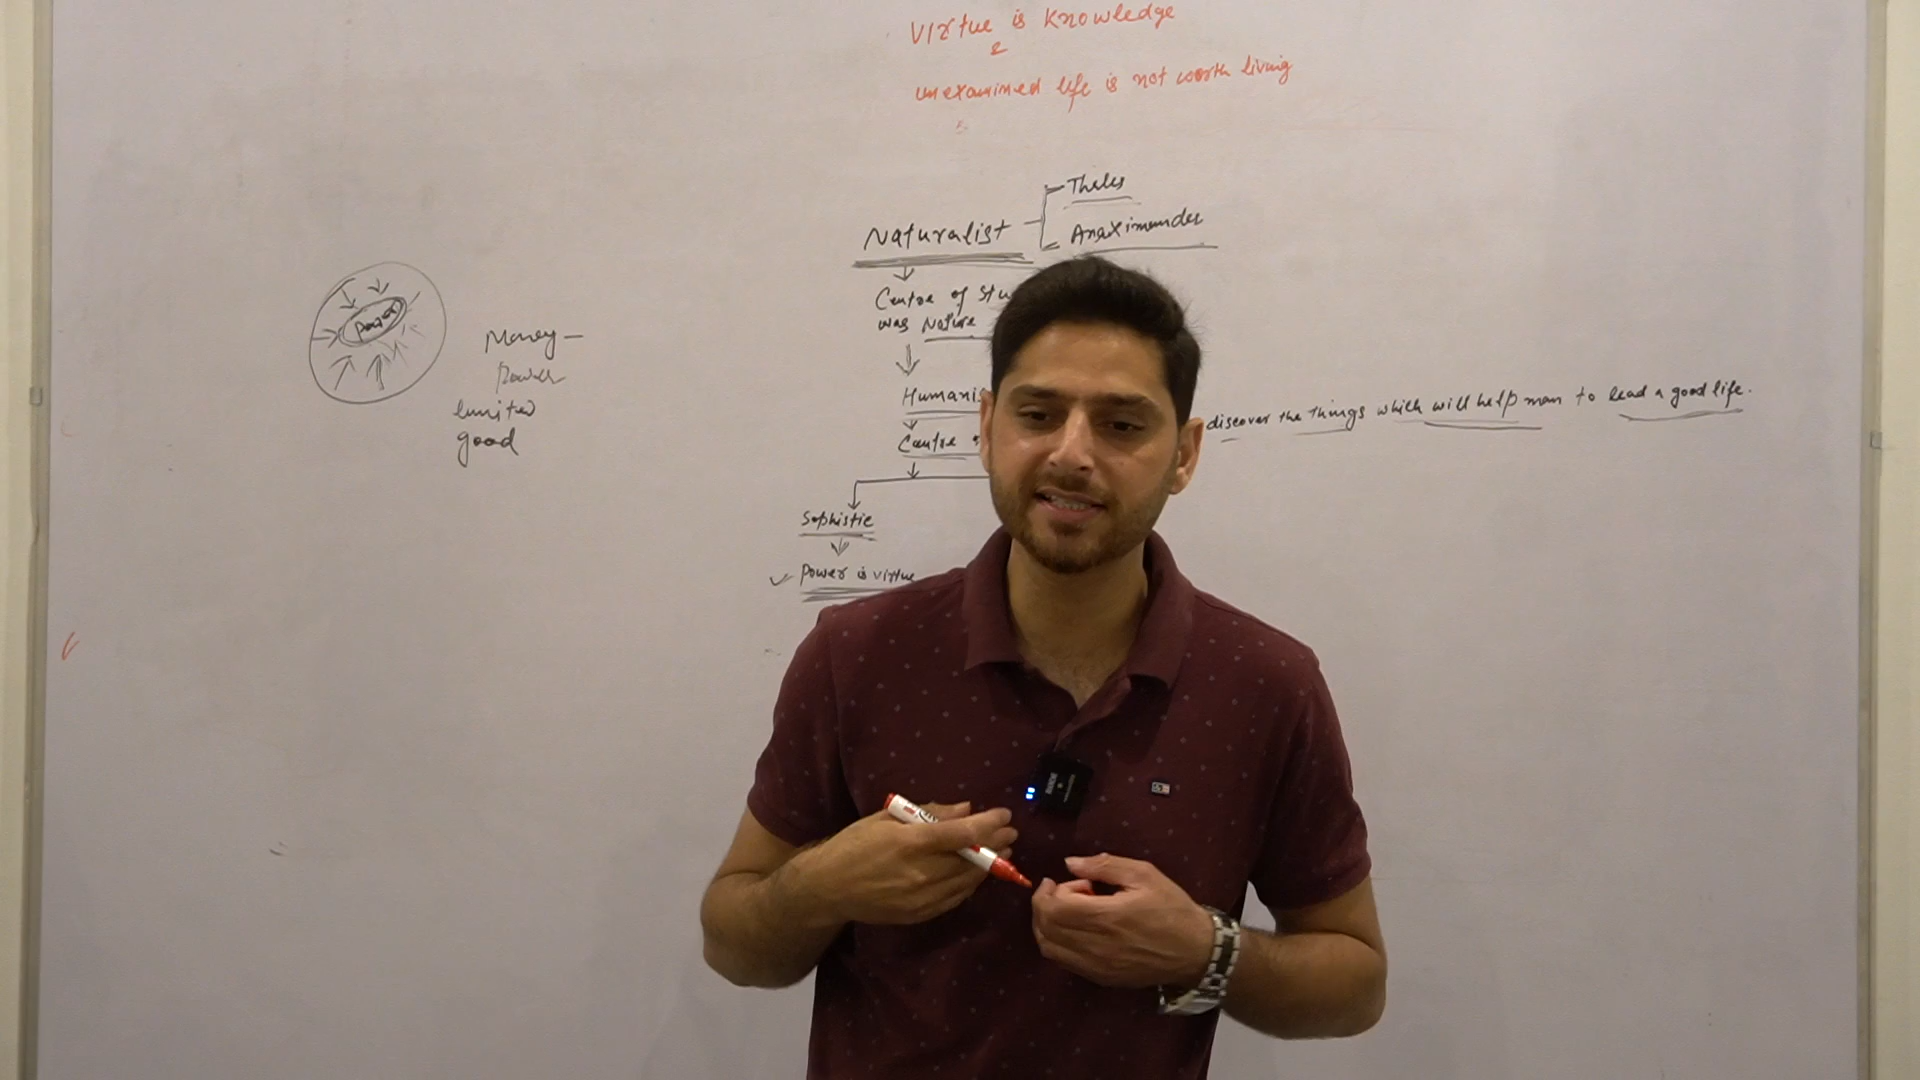 Virtue is Knowledge
unexamined life is not worth living
Thales
Naturalist
Anaximander
Centre of Stu
was Nature
Power
Money -
Power
limited
good
Humanis
discover the things which will help man to lead a good life.
Centre
Sophistic
Power is virtue